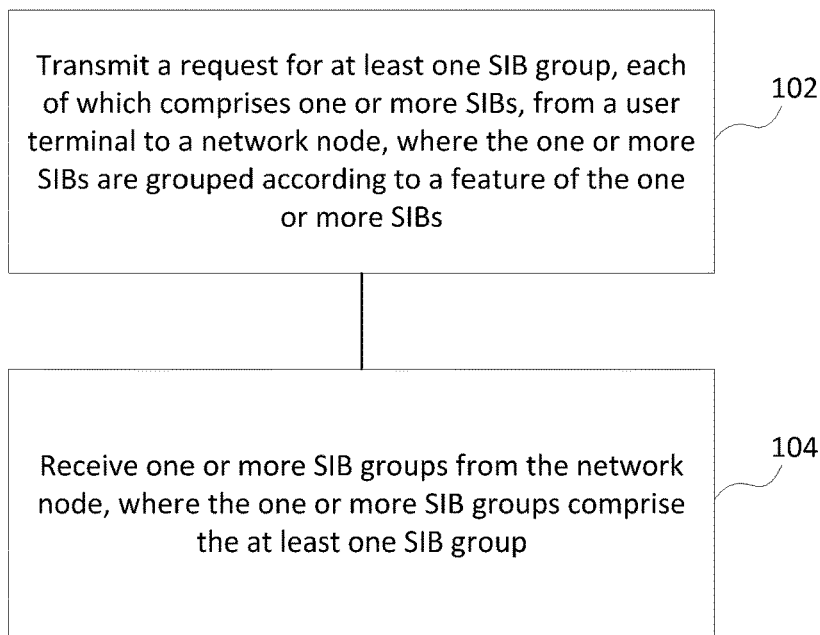 Transmit a request for at least one SIB group, each
of which comprises one or more SIBs, from a user
terminal to a network node, where the one or more
SIBs are grouped according to a feature of the one
or more SIBs
102
Receive one or more SIB groups from the network
node, where the one or more SIB groups comprise
the at least one SIB group
104